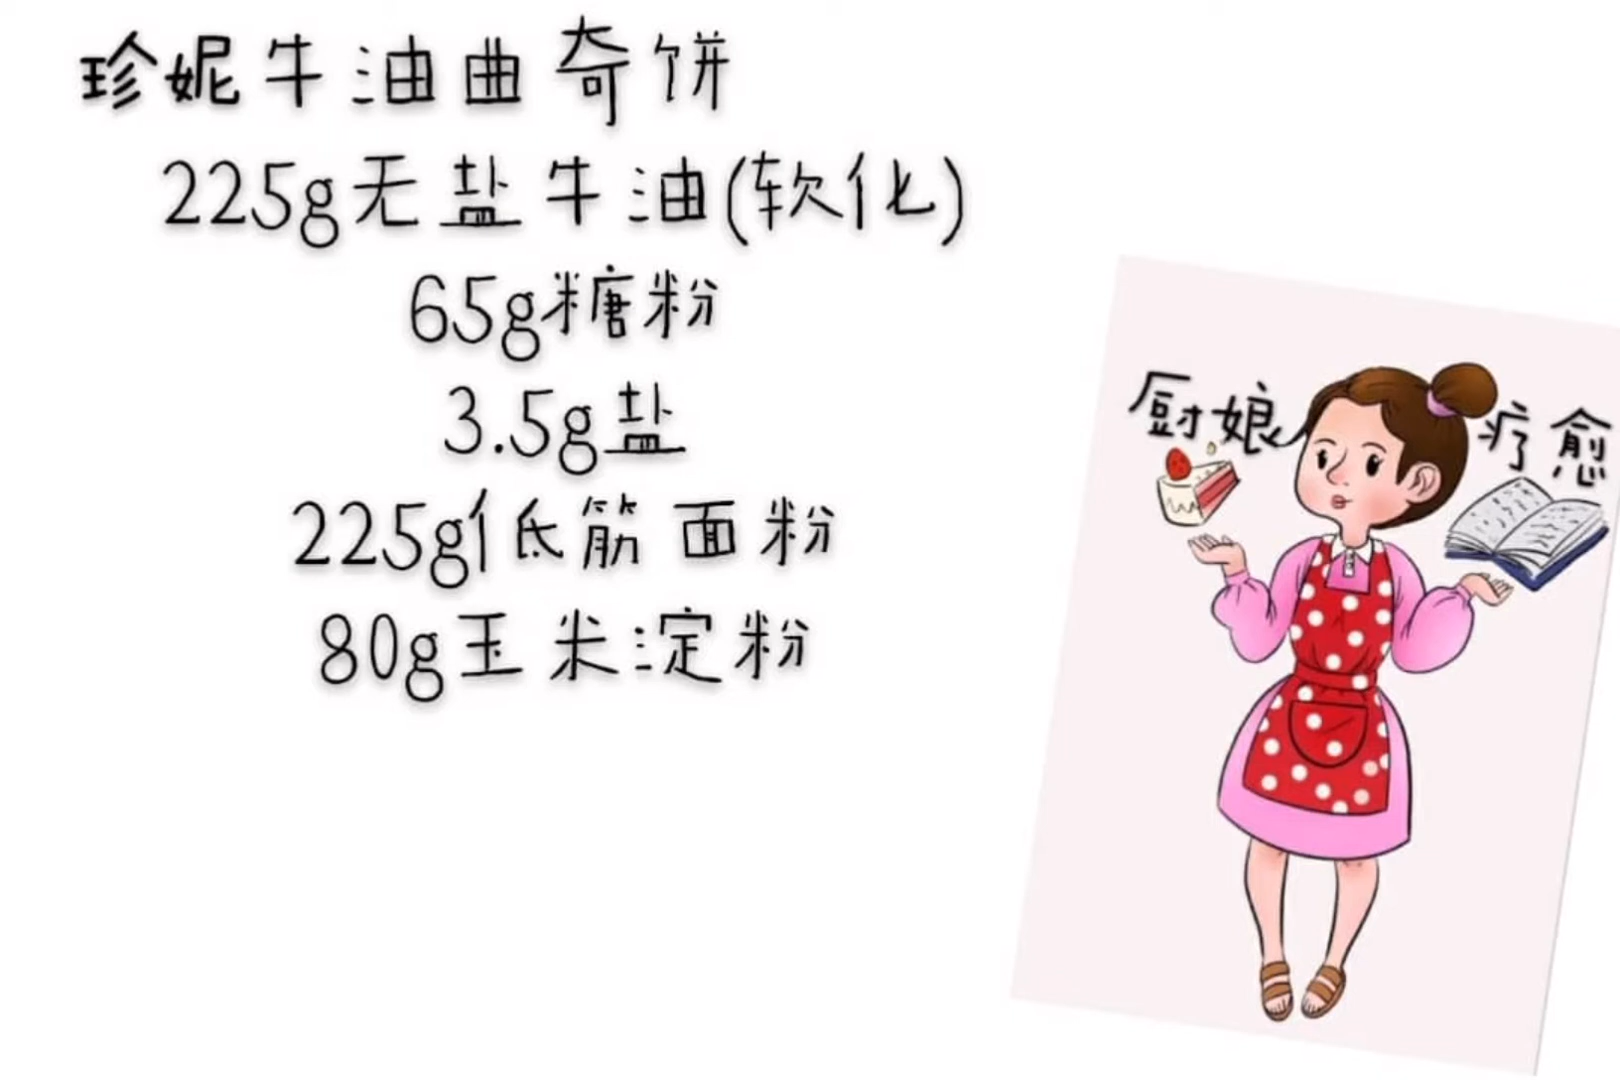 珍妮牛油曲奇饼
225g无盐牛油(软化)
65g糖粉
3.5g盐
225g低筋面粉
80g玉米淀粉
厨娘 疗愈